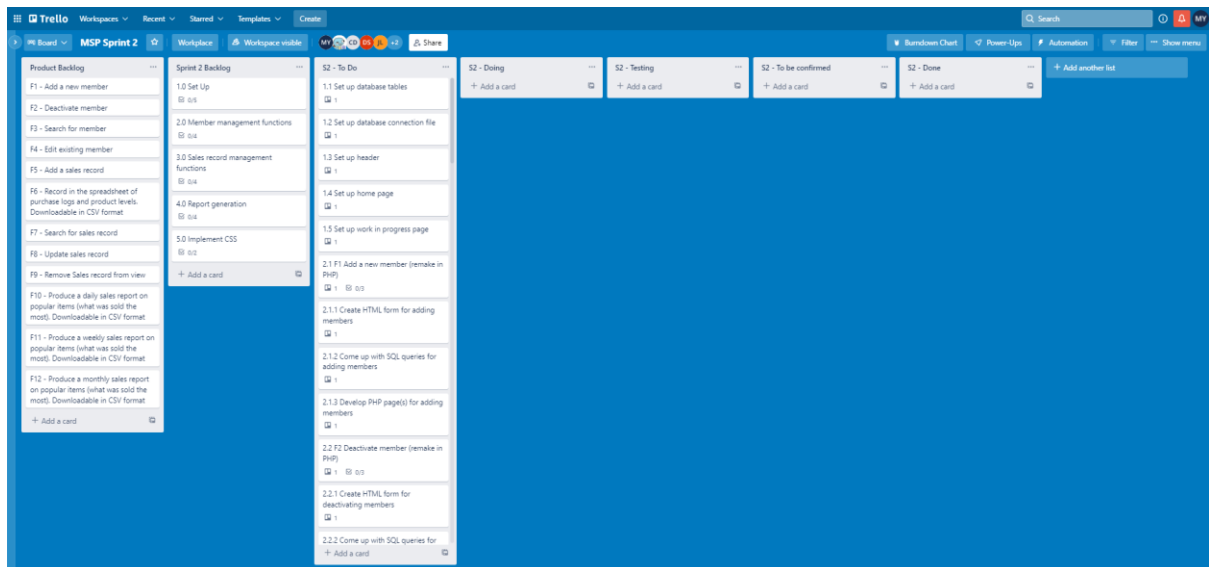 Trello
Workspaces
Recent
Starred
Templates
Create
Search
MY
Board
MSP Sprint 2
Workplace
Workspace visible
MY
CD
OS
JL
+2
Share
Burndown Chart
Power-Ups
Automation
Filter
Show menu
Product Backlog
F1 - Add a new member
F2 - Deactivate member
F3 - Search for member
F4 - Edit existing member
F5 - Add a sales record
F6 - Record in the spreadsheet of
purchase logs and product levels.
Downloadable in CSV format
F7 - Search for sales record
F8 - Update sales record
F9 - Remove Sales record from view
F10 - Produce a daily sales report on
popular items (what was sold the
most). Downloadable in CSV format
F11 - Produce a weekly sales report on
popular items (what was sold the
most). Downloadable in CSV format
F12 - Produce a monthly sales report
on popular items (what was sold the
most). Downloadable in CSV format
+ Add a card
Sprint 2 Backlog
1.0 Set Up
0/5
2.0 Member management functions
0/4
3.0 Sales record management
functions
0/4
4.0 Report generation
0/4
5.0 Implement CSS
0/2
+ Add a card
S2 - To Do
1.1 Set up database tables
1
1.2 Set up database connection file
1
1.3 Set up header
1
1.4 Set up home page
1
1.5 Set up work in progress page
1
2.1 F1 Add a new member (remake in
PHP)
1 0/3
2.1.1 Create HTML form for adding
members
1
2.1.2 Come up with SQL queries for
adding members
1
2.1.3 Develop PHP page(s) for adding
members
1
2.2 F2 Deactivate member (remake in
PHP)
1 0/3
2.2.1 Create HTML form for
deactivating members
1
2.2.2 Come up with SQL queries for
+ Add a card
S2 - Doing
+ Add a card
S2 - Testing
+ Add a card
S2 - To be confirmed
+ Add a card
S2 - Done
+ Add a card
+ Add another list